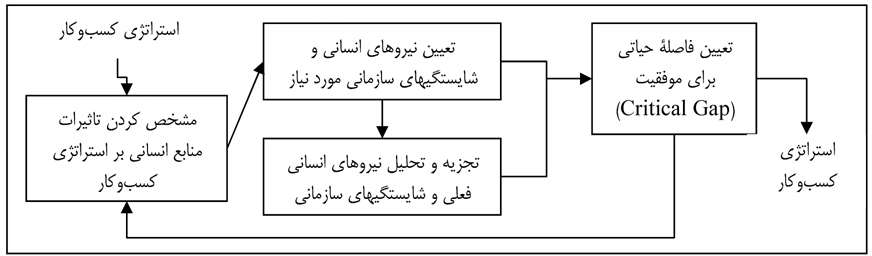 استراتژی کسب‌وکار
مشخص کردن تاثیرات
منابع انسانی بر استراتژی
کسب‌وکار
تعیین نیروهای انسانی و
شایستگیهای سازمانی مورد نیاز
تجزیه و تحلیل نیروهای انسانی
فعلی و شایستگیهای سازمانی
تعیین فاصلهٔ حیاتی
برای موفقیت
(Critical Gap)
استراتژی
کسب‌وکار